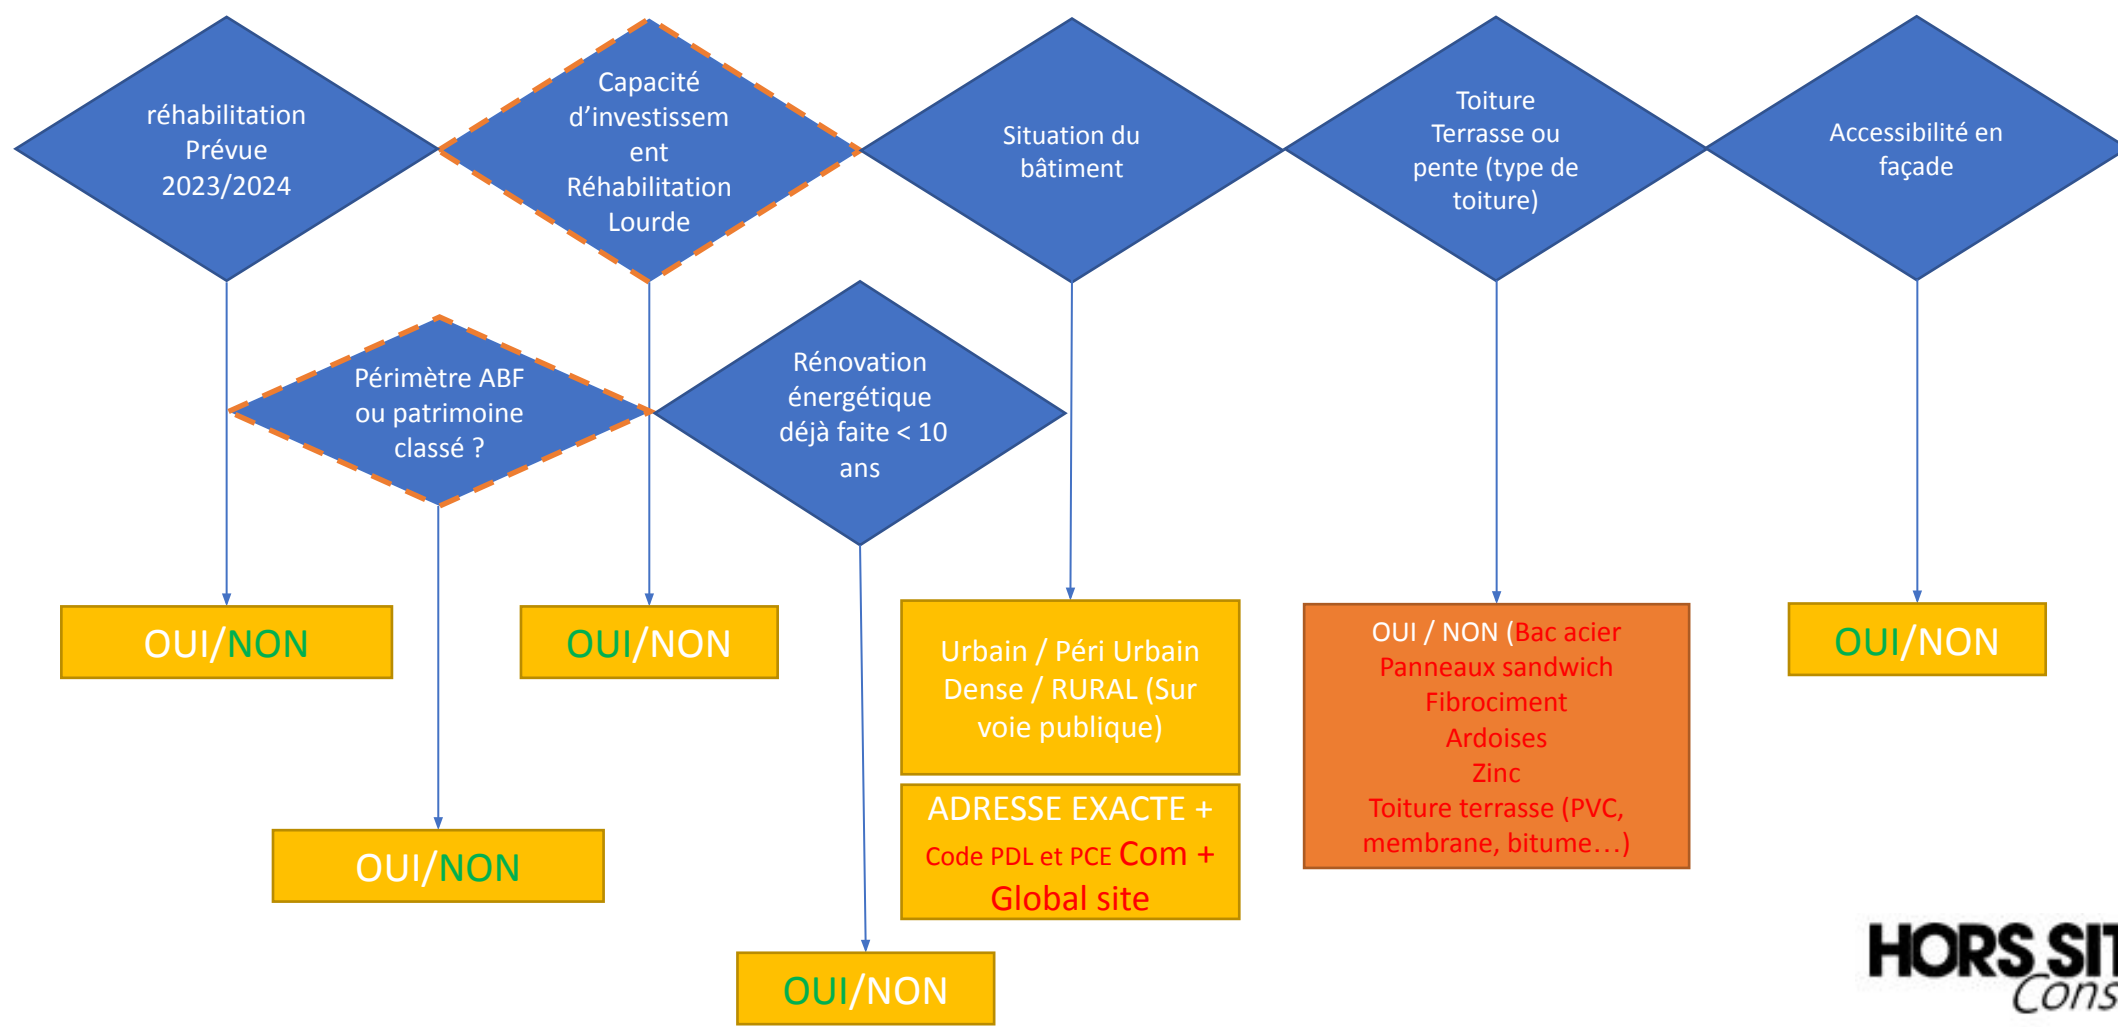 réhabilitation
Prévue
2023/2024
Capacité
d’investissem
ent
Réhabilitation
Lourde
Situation du
bâtiment
Toiture
Terrasse ou
pente (type de
toiture)
Accessibilité en
façade
Périmètre ABF
ou patrimoine
classé ?
Rénovation
énergétique
déjà faite < 10
ans
OUI/NON
OUI/NON
Urbain / Péri Urbain
Dense / RURAL (Sur
voie publique)
OUI / NON (Bac acier
Panneaux sandwich
Fibrociment
Ardoises
Zinc
Toiture terrasse (PVC,
membrane, bitume…)
OUI/NON
ADRESSE EXACTE +
Code PDL et PCE Com +
Global site
OUI/NON
OUI/NON
HORS SIT
Cons